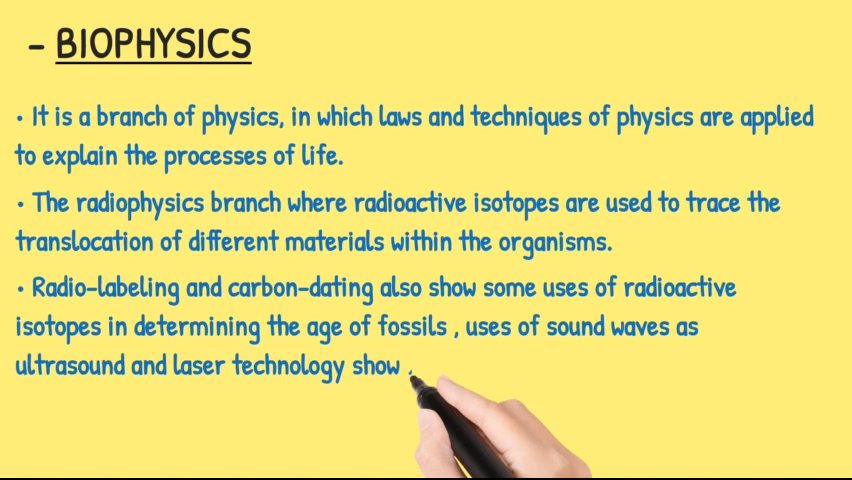 - BIOPHYSICS
• It is a branch of physics, in which laws and techniques of physics are applied
to explain the processes of life.
• The radiophysics branch where radioactive isotopes are used to trace the
translocation of different materials within the organisms.
• Radio-labeling and carbon-dating also show some uses of radioactive
isotopes in determining the age of fossils , uses of sound waves as
ultrasound and laser technology show